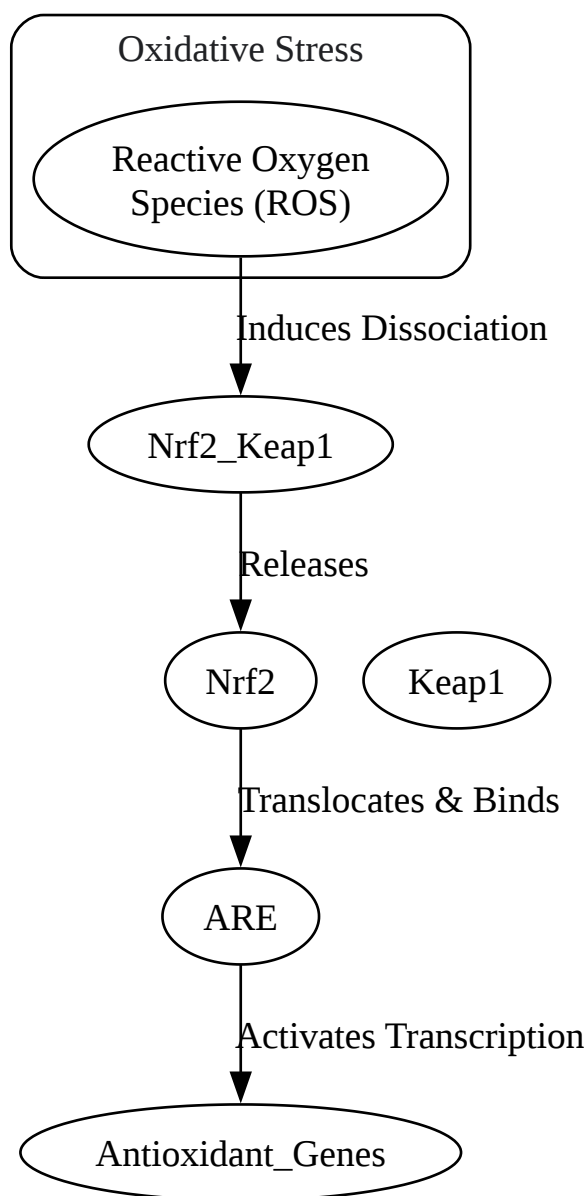 Oxidative Stress
Reactive Oxygen
Species (ROS)
Induces Dissociation
Nrf2_Keap1
Releases
Nrf2
Keap1
Translocates & Binds
ARE
Activates Transcription
Antioxidant_Genes